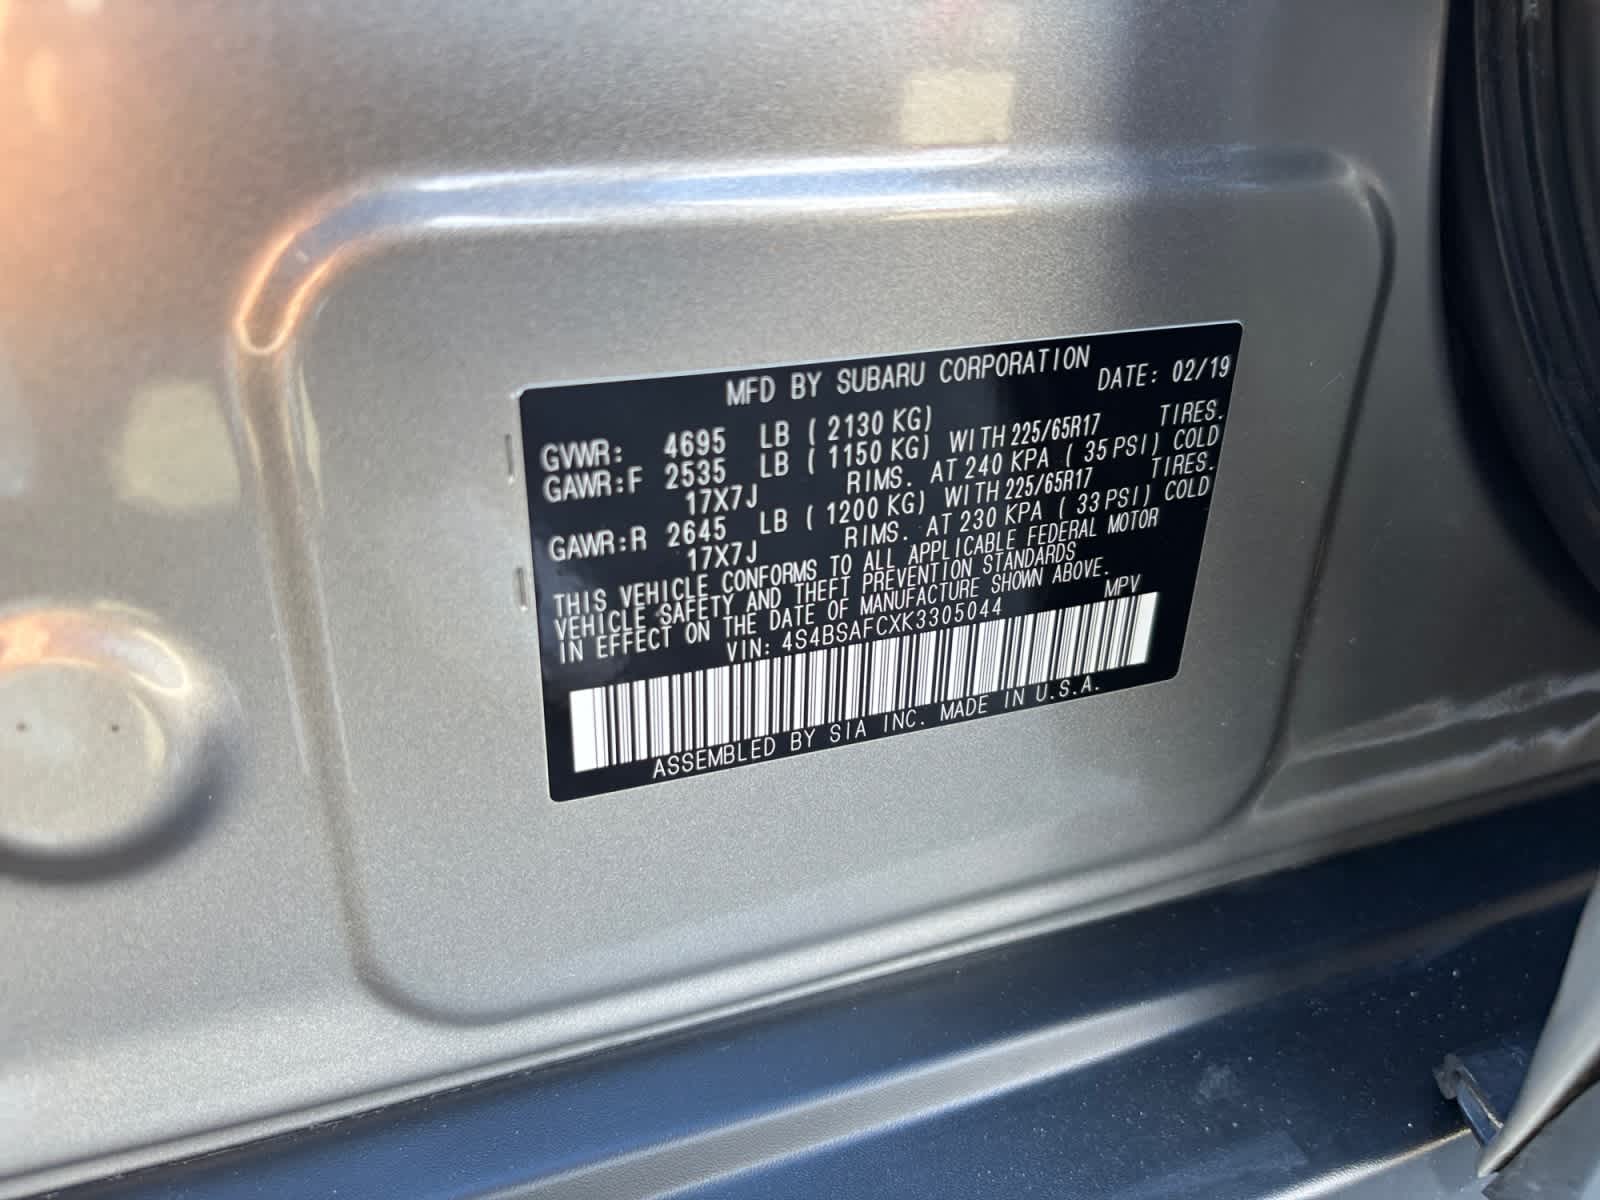 MFD BY SUBARU CORPORATION DATE: 02/19
GVWR: 4695 LB ( 2130 KG)
GAWR:F 2535 LB ( 1150 KG) WITH 225/65R17 TIRES.
17X7J RIMS. AT 240 KPA ( 35 PSI) COLD
GAWR:R 2645 LB ( 1200 KG) WITH 225/65R17 TIRES.
17X7J RIMS. AT 230 KPA ( 33 PSI) COLD
THIS VEHICLE CONFORMS TO ALL APPLICABLE FEDERAL MOTOR
VEHICLE SAFETY AND THEFT PREVENTION STANDARDS
IN EFFECT ON THE DATE OF MANUFACTURE SHOWN ABOVE.
VIN: 4S4BSAFCXK3305044 MPV
ASSEMBLED BY SIA INC. MADE IN U.S.A.